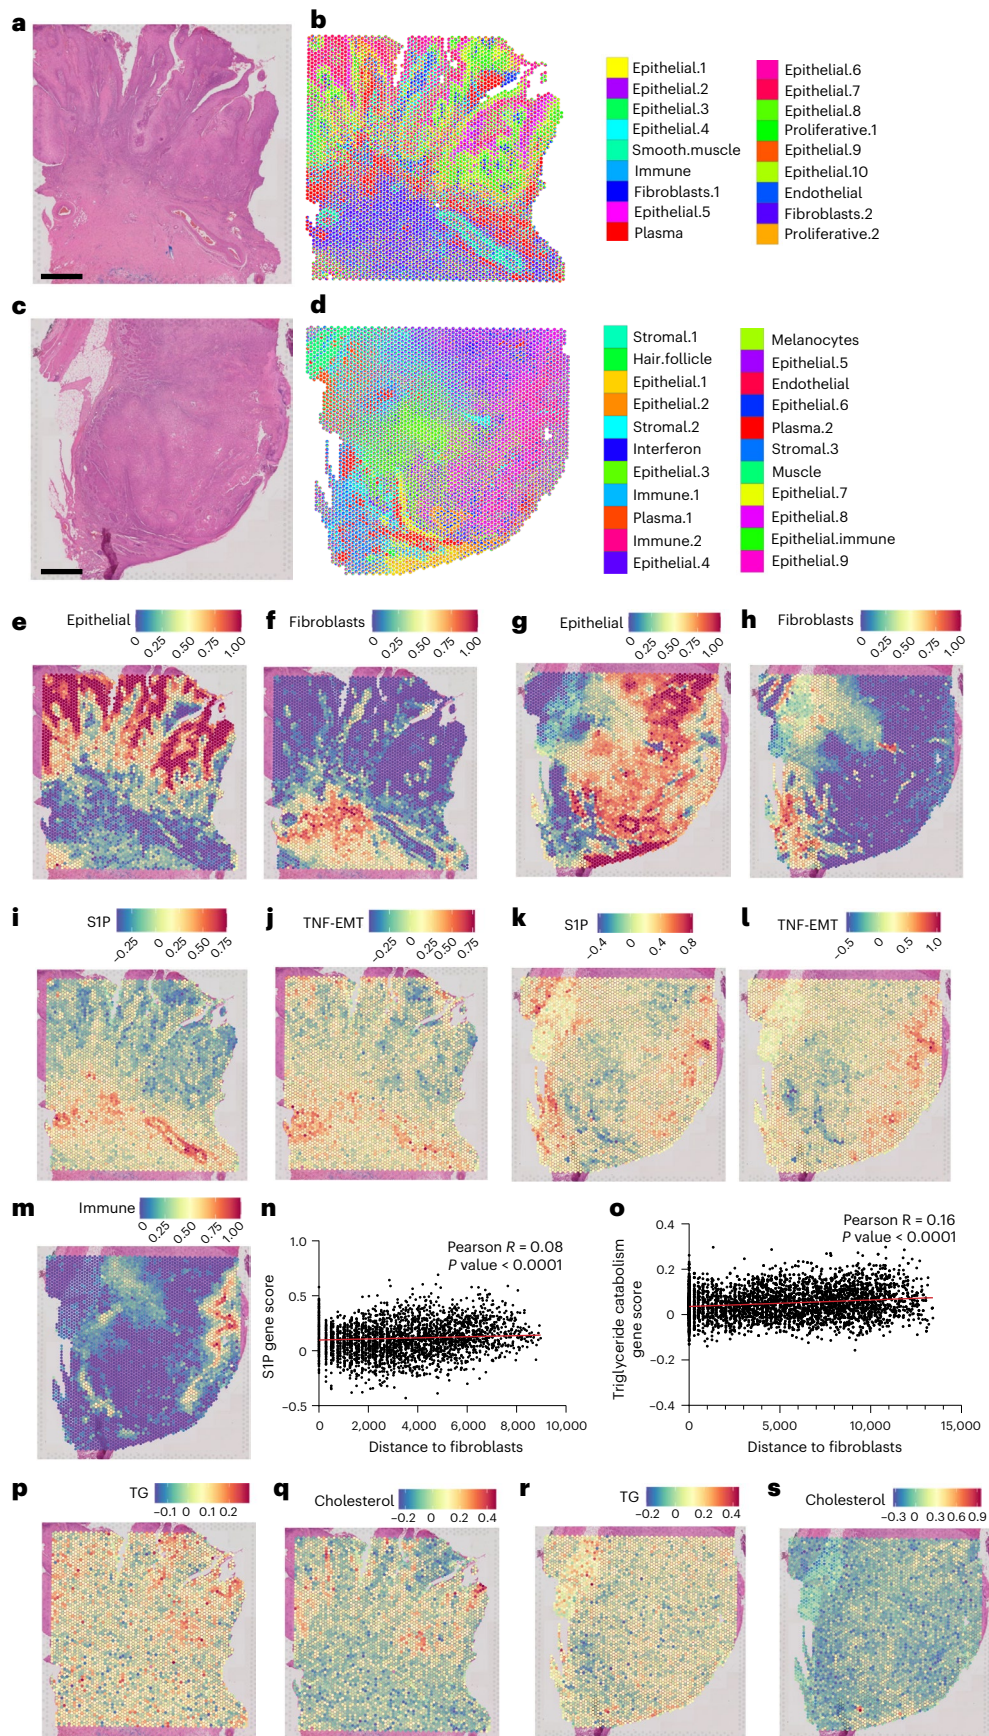 a
b
Epithelial.1
Epithelial.2
Epithelial.3
Epithelial.4
Smooth.muscle
Immune
Fibroblasts.1
Epithelial.5
Plasma
Epithelial.6
Epithelial.7
Epithelial.8
Proliferative.1
Epithelial.9
Epithelial.10
Endothelial
Fibroblasts.2
Proliferative.2
c
d
Stromal.1
Hair.follicle
Epithelial.1
Epithelial.2
Stromal.2
Interferon
Epithelial.3
Immune.1
Plasma.1
Immune.2
Epithelial.4
Melanocytes
Epithelial.5
Endothelial
Epithelial.6
Plasma.2
Stromal.3
Muscle
Epithelial.7
Epithelial.8
Epithelial.immune
Epithelial.9
e
Epithelial
0 0.25 0.50 0.75 1.00
f
Fibroblasts
0 0.25 0.50 0.75 1.00
g
Epithelial
0 0.25 0.50 0.75 1.00
h
Fibroblasts
0 0.25 0.50 0.75 1.00
i
S1P
−0.25 0 0.25 0.50 0.75
j
TNF-EMT
−0.25 0 0.25 0.50 0.75
k
S1P
−0.4 0 0.4 0.8
l
TNF-EMT
−0.5 0 0.5 1.0
m
Immune
0 0.25 0.50 0.75 1.00
n
Pearson R = 0.08
P value < 0.0001
S1P gene score
1.0
0.5
0
−0.5
0 2,000 4,000 6,000 8,000 10,000
Distance to fibroblasts
o
Pearson R = 0.16
P value < 0.0001
Triglyceride catabolism
gene score
0.4
0.2
0
−0.2
−0.4
0 5,000 10,000 15,000
Distance to fibroblasts
p
TG
−0.1 0 0.1 0.2
q
Cholesterol
−0.2 0 0.2 0.4
r
TG
−0.2 0 0.2 0.4
s
Cholesterol
−0.3 0 0.3 0.6 0.9